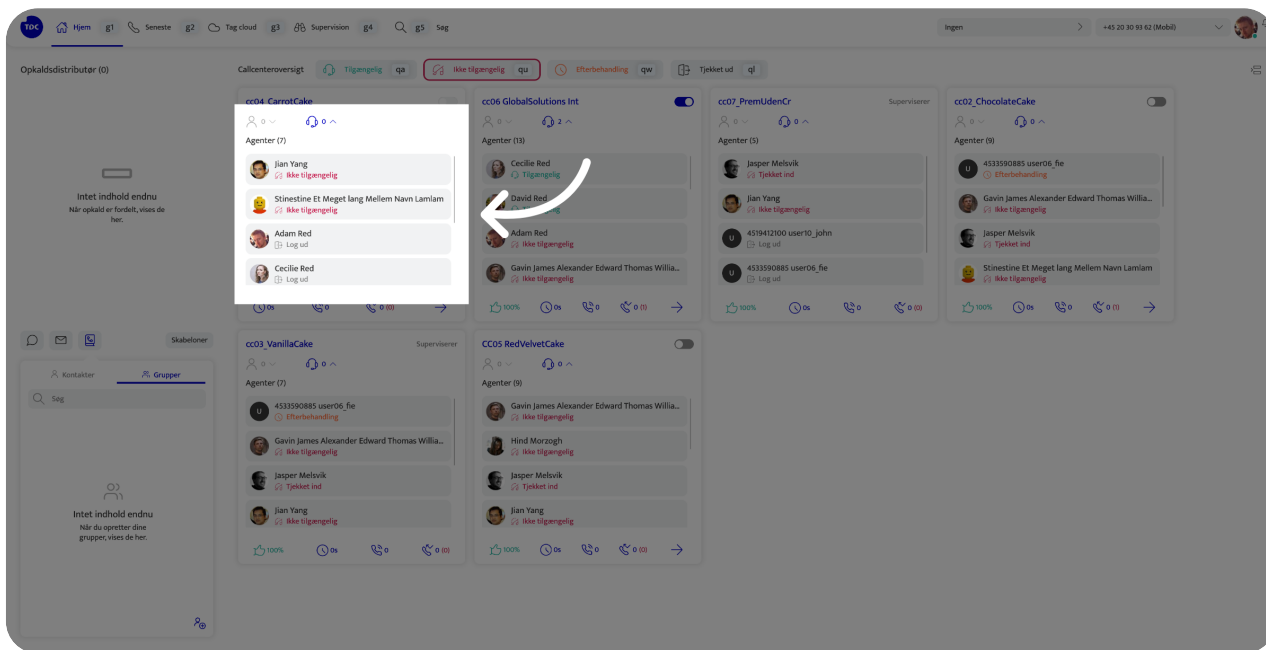 TDC Hjem g1 Seneste g2 Tag cloud g3 Supervision g4 g5 Søg Ingen +45 20 30 93 62 (Mobil)
Opkaldsdistributør (0)
Callcenteroversigt Tilgængelig qa Ikke tilgængelig qu Efterbehandling qw Tjekket ud ql
Intet indhold endnu
Når opkald er fordelt, vises de
her.
cc04_CarrotCake
0 0
Agenter (7)
Jian Yang
Ikke tilgængelig
Stinestine Et Meget lang Mellem Navn Lamlam
Ikke tilgængelig
Adam Red
Log ud
Cecilie Red
Log ud
0s 0 0 (0)
cc06 GlobalSolutions Int
0 2
Agenter (13)
Cecilie Red
Tilgængelig
David Red
Adam Red
Ikke tilgængelig
Gavin James Alexander Edward Thomas Willia...
Ikke tilgængelig
100% 0s 0 0 (1)
cc07_PremUdenCr Superviserer
0 0
Agenter (5)
Jasper Melsvik
Tjekket ind
Jian Yang
Ikke tilgængelig
U 4519412100 user10_john
Log ud
U 4533590885 user06_fie
Log ud
100% 0s 0 0 (0)
cc02_ChocolateCake
0 0
Agenter (9)
U 4533590885 user06_fie
Efterbehandling
Gavin James Alexander Edward Thomas Willia...
Ikke tilgængelig
Jasper Melsvik
Tjekket ind
Stinestine Et Meget lang Mellem Navn Lamlam
Ikke tilgængelig
100% 0s 0 0 (1)
Skabeloner
Kontakter Grupper
Søg
Intet indhold endnu
Når du opretter dine
grupper, vises de her.
cc03_VanillaCake Superviserer
0 0
Agenter (7)
U 4533590885 user06_fie
Efterbehandling
Gavin James Alexander Edward Thomas Willia...
Ikke tilgængelig
Jasper Melsvik
Tjekket ind
Jian Yang
Ikke tilgængelig
100% 0s 0 0 (0)
CC05 RedVelvetCake
0 0
Agenter (9)
Gavin James Alexander Edward Thomas Willia...
Ikke tilgængelig
Hind Morzogh
Ikke tilgængelig
Jasper Melsvik
Tjekket ind
Jian Yang
Ikke tilgængelig
100% 0s 0 0 (0)